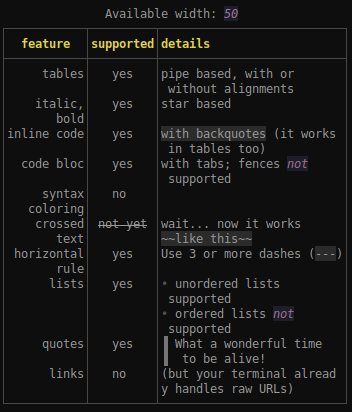 Available width: 50
feature supported details
tables yes pipe based, with or
without alignments
italic, yes star based
bold
inline code yes with backquotes (it works
in tables too)
code bloc yes with tabs; fences not
supported
syntax no
coloring
crossed not yet wait... now it works
text ~~like this~~
horizontal yes Use 3 or more dashes (---)
rule
lists yes • unordered lists
supported
• ordered lists not
supported
quotes yes What a wonderful time
to be alive!
links no (but your terminal alread
y handles raw URLs)